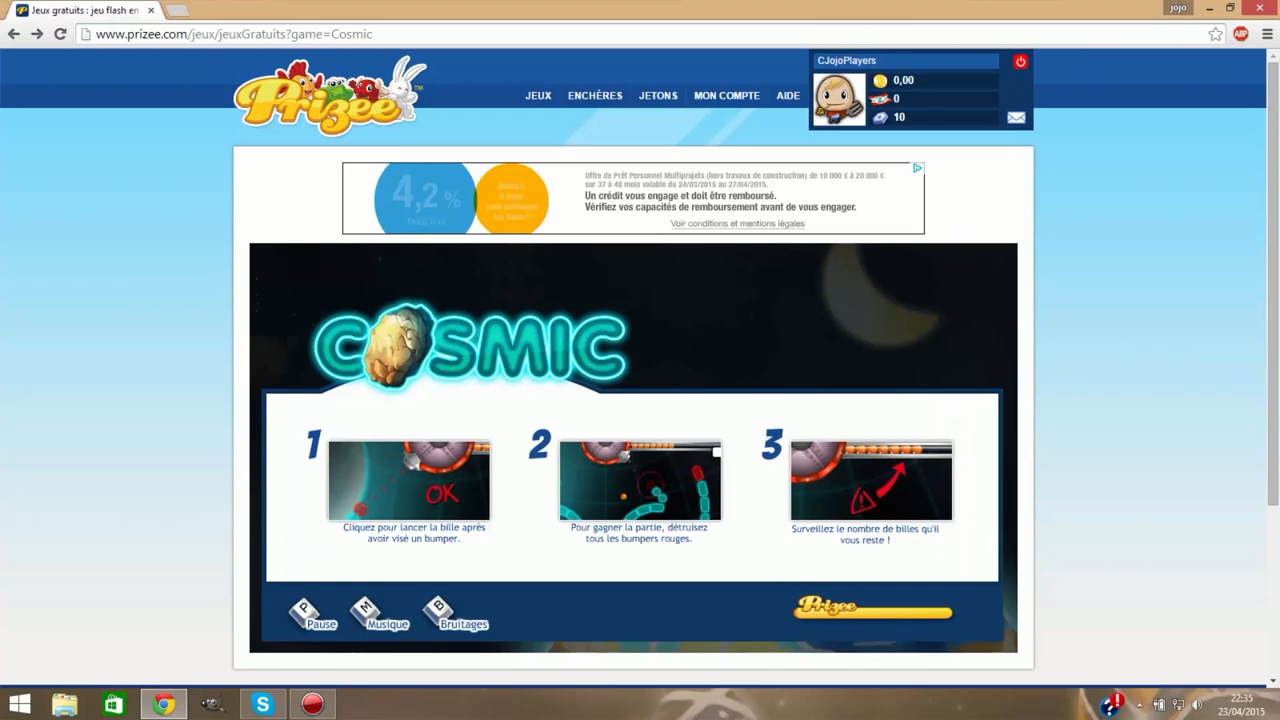 Jeux gratuits : jeu flash en
jojo
www.prizee.com/jeux/jeuxGratuits?game=Cosmic
ABP
Prizee™
JEUX ENCHÈRES JETONS MON COMPTE AIDE
CJojoPlayers
0,00
0
10
4,2 %
Offre de Prêt Personnel Multiprojets (hors travaux de construction) de 10 000 € à 20 000 €
sur 37 à 48 mois valable du 24/03/2015 au 27/04/2015.
Un crédit vous engage et doit être remboursé.
Vérifiez vos capacités de remboursement avant de vous engager.
Voir conditions et mentions légales
COSMIC
1
OK
Cliquez pour lancer la bille après
avoir visé un bumper.
2
Pour gagner la partie, détruisez
tous les bumpers rouges.
3
Surveillez le nombre de billes qu'il
vous reste !
P
Pause
M
Musique
B
Bruitages
Prizee
22:35
23/04/2015